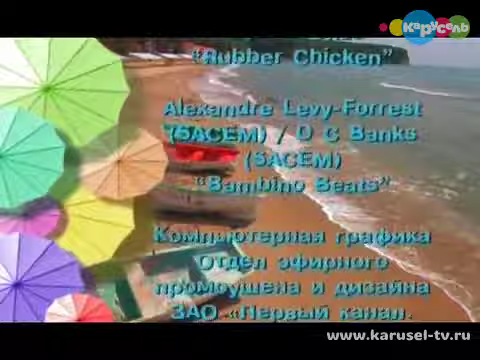 Карусель
"Rubber Chicken"
Alexandre Levy-Forrest
(SACEM) / D C Banks
(SACEM)
"Bambino Beats"
Компьютерная графика
Отдел эфирного
промоушена и дизайна
ЗАО «Первый канал.
www.karusel-tv.ru